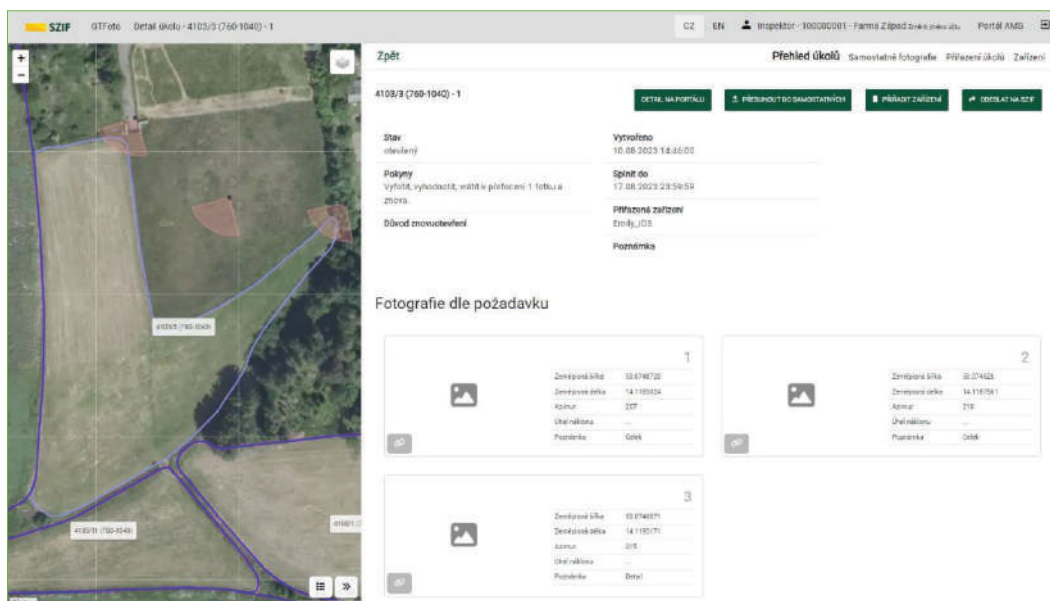 SZIF GTFoto Detail úkolu - 4103/3 (760-1040) - 1 CZ EN Inspektor - 100000001 - Farma Západ Portál AMS
Zpět Přehled úkolů Samostatné fotografie Přiřazení úkolů Zařízení
4103/3 (760-1040) - 1 DETAIL NA PORTÁLU PŘESUNOUT DO SAMOSTATNÝCH PŘIŘADIT ZAŘÍZENÍ ODESLAT NA SZIF
Stav
otevřený
Vytvořeno
10.08.2023 14:46:00
Pokyny
Vyfotit, vyhodnotit, vrátit k přefocení 1 fotku a
znova.
Splnit do
17.08.2023 23:59:59
Důvod znovuotevření
Přiřazená zařízení
Emily_iOS
Poznámka
Fotografie dle požadavku
1
Zeměpisná šířka
Zeměpisná délka
Azimut 207
Úhel náklonu ...
Poznámka Celek
2
Zeměpisná šířka
Zeměpisná délka
Azimut
Úhel náklonu ...
Poznámka Celek
3
Zeměpisná šířka
Zeměpisná délka
Azimut
Úhel náklonu ...
Poznámka Detail
4103/3 (760-1040)
+
−